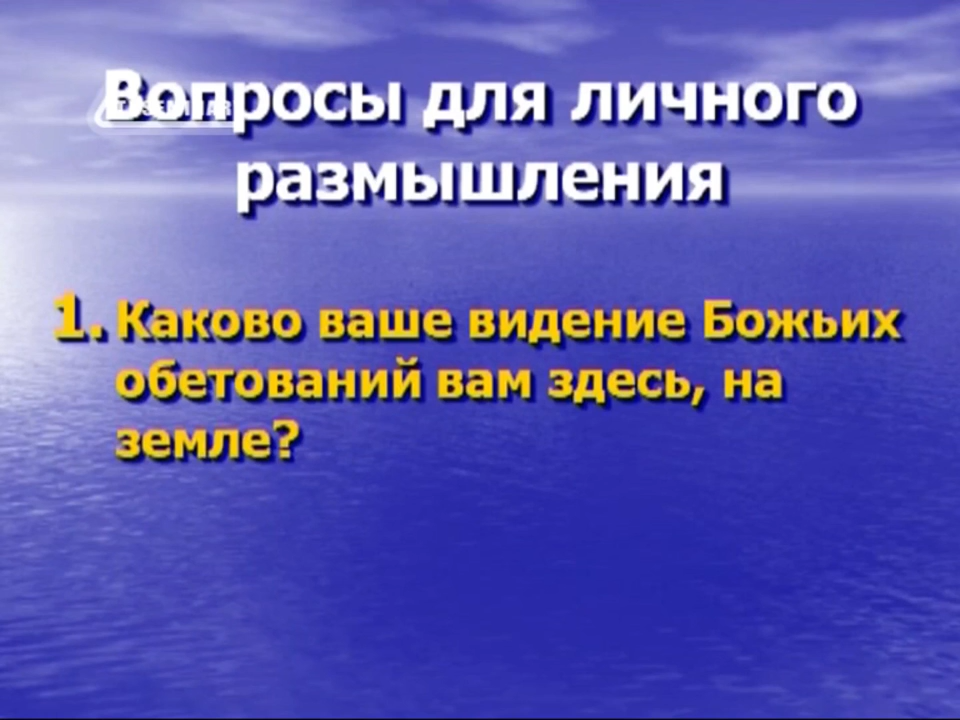 Вопросы для личного
размышления
1. Каково ваше видение Божьих
обетований вам здесь, на
земле?